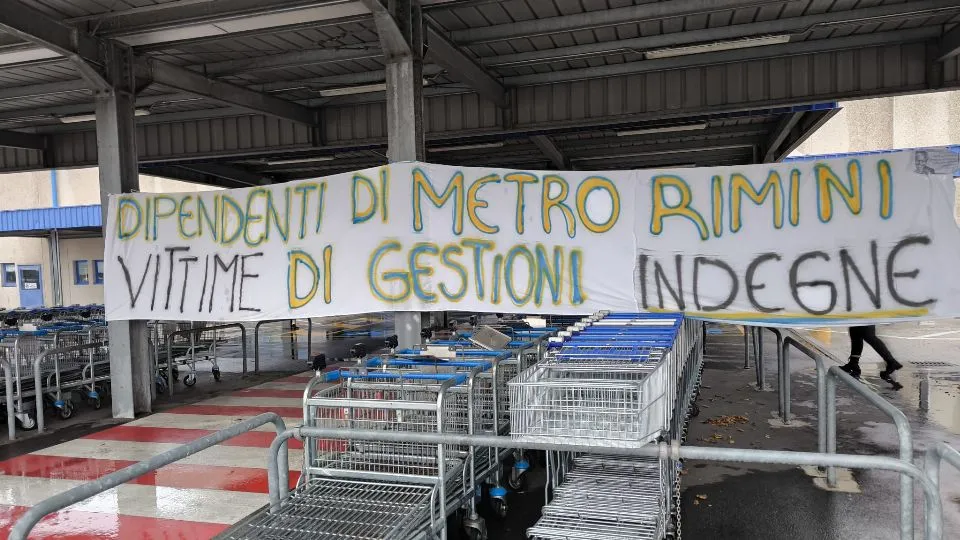 DIPENDENTI DI METRO RIMINI
VITTIME DI GESTIONI INDEGNE